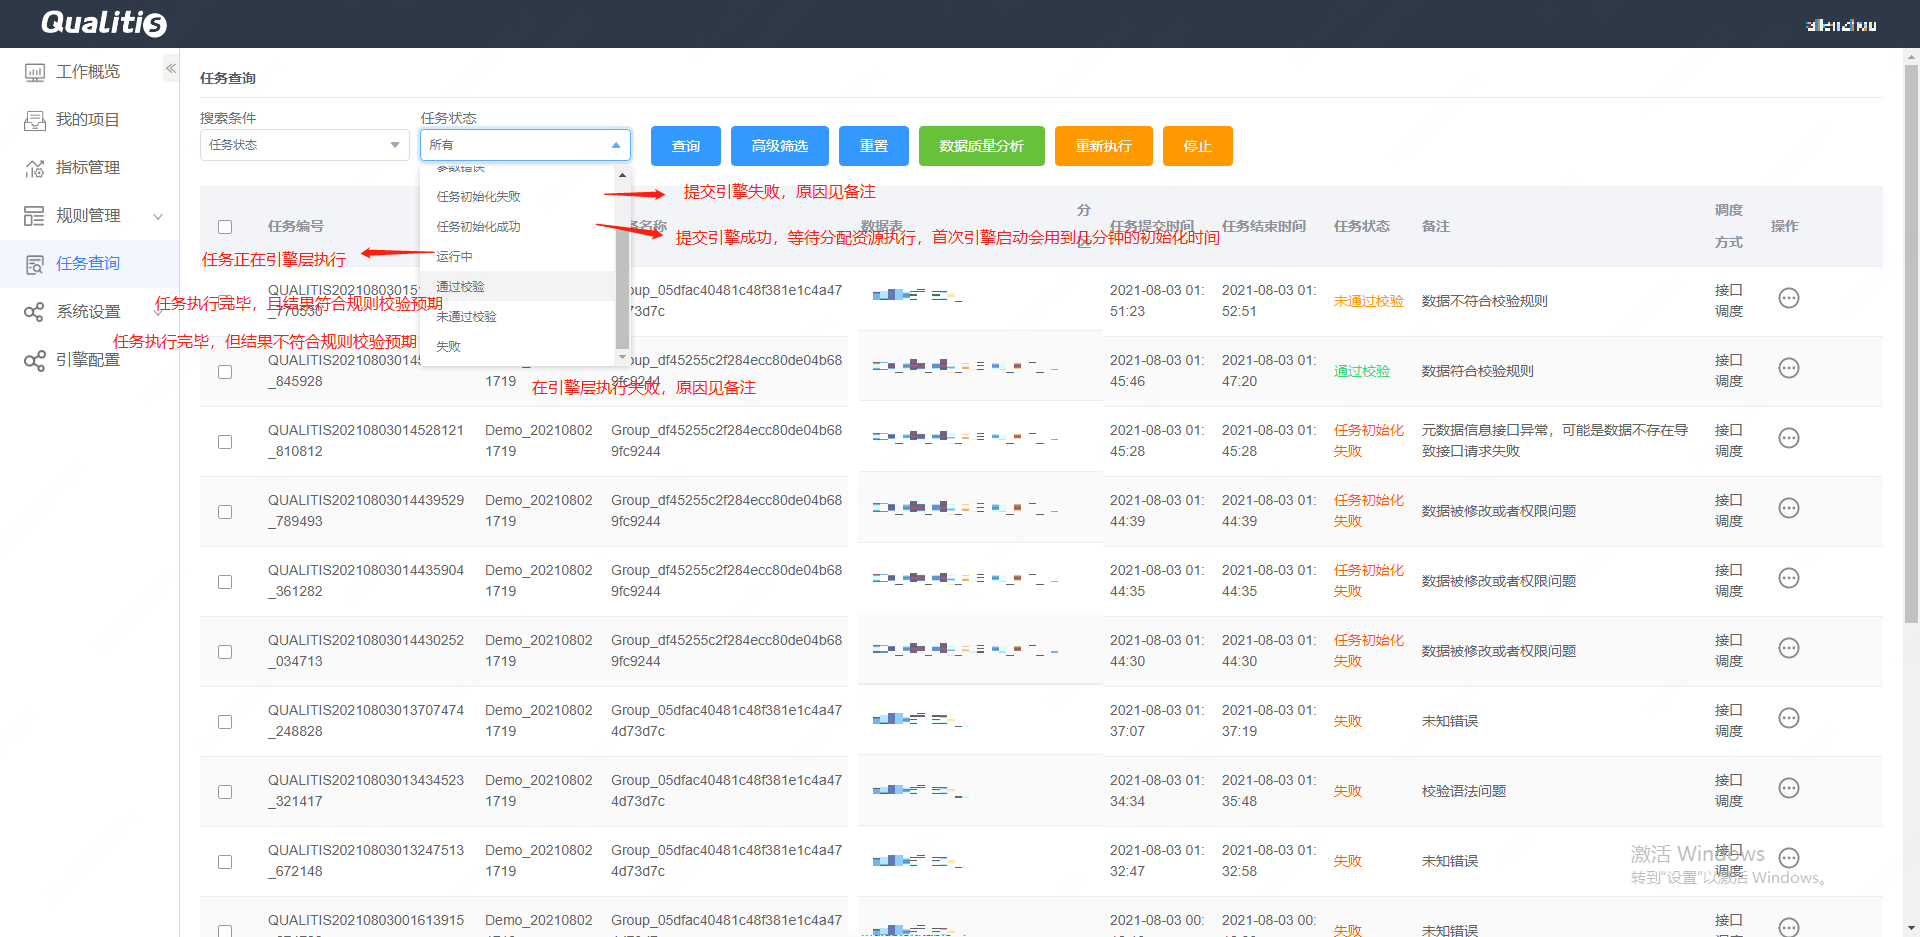 Qualitis
工作概览
我的项目
指标管理
规则管理
任务查询
系统设置
引擎配置
任务查询
搜索条件
任务状态
任务状态
所有
查询
高级筛选
重置
数据质量分析
重新执行
停止
参数错误
任务初始化失败
任务初始化成功
运行中
通过校验
未通过校验
失败
提交引擎失败，原因见备注
提交引擎成功，等待分配资源执行，首次引擎启动会用到几分钟的初始化时间
任务正在引擎层执行
任务执行完毕，且结果符合规则校验预期
任务执行完毕，但结果不符合规则校验预期
在引擎层执行失败，原因见备注
任务编号
名称
数据表
分
区
任务提交时间
任务结束时间
任务状态
备注
调度
方式
操作
_770530
2021-08-03 01:
51:23
2021-08-03 01:
52:51
未通过校验
数据不符合校验规则
接口
调度
_845928
1719
2021-08-03 01:
45:46
2021-08-03 01:
47:20
通过校验
数据符合校验规则
接口
调度
QUALITIS20210803014528121
_810812
Demo_20210802
1719
Group_df45255c2f284ecc80de04b68
9fc9244
2021-08-03 01:
45:28
2021-08-03 01:
45:28
任务初始化
失败
元数据信息接口异常，可能是数据不存在导
致接口请求失败
接口
调度
QUALITIS20210803014439529
_789493
Demo_20210802
1719
Group_df45255c2f284ecc80de04b68
9fc9244
2021-08-03 01:
44:39
2021-08-03 01:
44:39
任务初始化
失败
数据被修改或者权限问题
接口
调度
QUALITIS20210803014435904
_361282
Demo_20210802
1719
Group_df45255c2f284ecc80de04b68
9fc9244
2021-08-03 01:
44:35
2021-08-03 01:
44:35
任务初始化
失败
数据被修改或者权限问题
接口
调度
QUALITIS20210803014430252
_034713
Demo_20210802
1719
Group_df45255c2f284ecc80de04b68
9fc9244
2021-08-03 01:
44:30
2021-08-03 01:
44:30
任务初始化
失败
数据被修改或者权限问题
接口
调度
QUALITIS20210803013707474
_248828
Demo_20210802
1719
Group_05dfac40481c48f381e1c4a47
4d73d7c
2021-08-03 01:
37:07
2021-08-03 01:
37:19
失败
未知错误
接口
调度
QUALITIS20210803013434523
_321417
Demo_20210802
1719
Group_05dfac40481c48f381e1c4a47
4d73d7c
2021-08-03 01:
34:34
2021-08-03 01:
35:48
失败
校验语法问题
接口
调度
QUALITIS20210803013247513
_672148
Demo_20210802
1719
Group_05dfac40481c48f381e1c4a47
4d73d7c
2021-08-03 01:
32:47
2021-08-03 01:
32:58
失败
未知错误
接口
调度
QUALITIS20210803001613915
Demo_20210802
Group_05dfac40481c48f381e1c4a47
2021-08-03 00:
2021-08-03 00:
失败
未知错误
接口
激活 Windows
转到"设置"以激活 Windows。